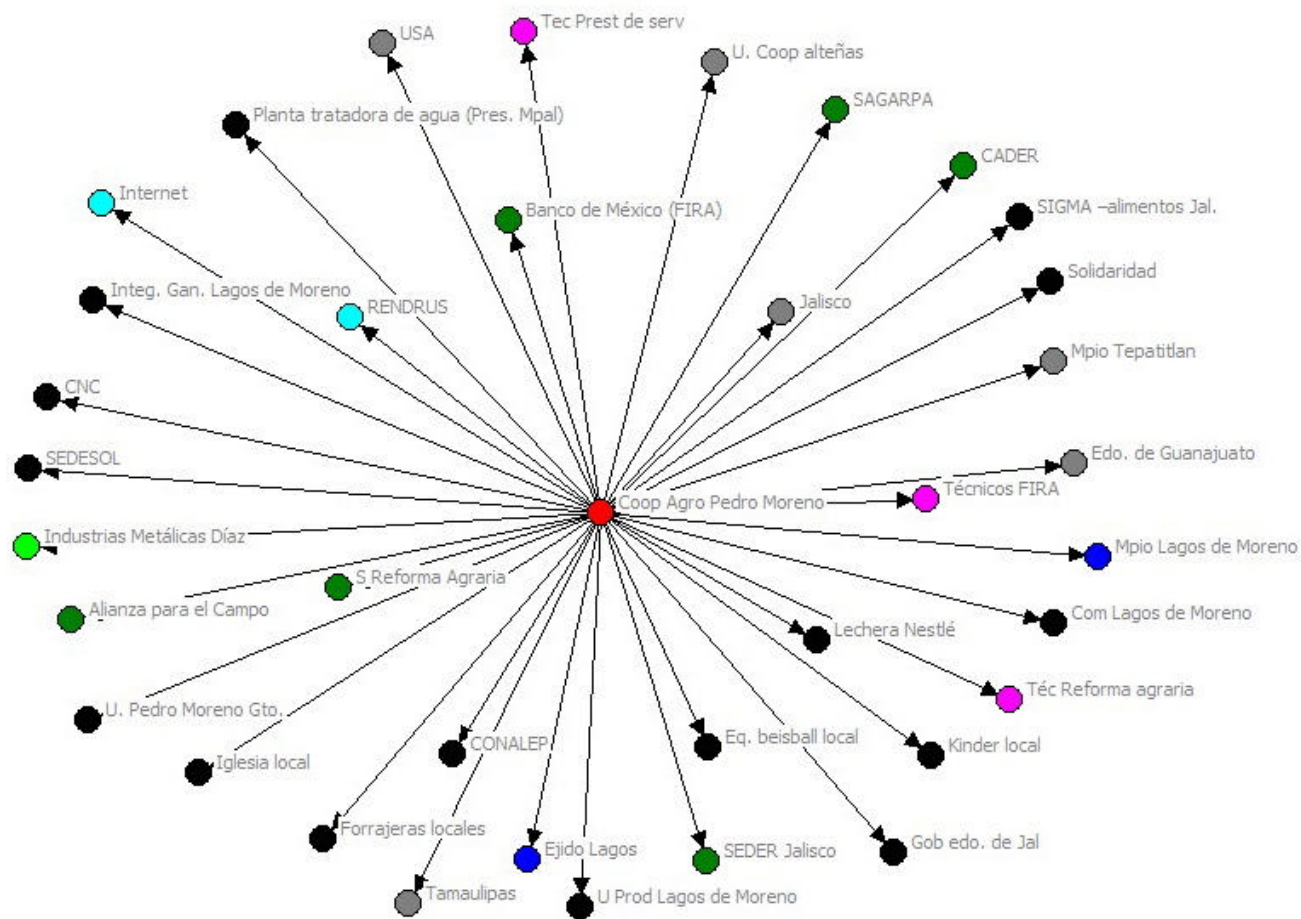 USA
Tec Prest de serv
U. Coop alteñas
SAGARPA
Planta tratadora de agua (Pres. Mpal)
CADER
Internet
Banco de México (FIRA)
SIGMA –alimentos Jal.
Solidaridad
Integ. Gan. Lagos de Moreno
RENDRUS
Jalisco
Mpio Tepatitlan
CNC
SEDESOL
Edo. de Guanajuato
Técnicos FIRA
Coop Agro Pedro Moreno
Industrias Metálicas Díaz
Mpio Lagos de Moreno
S Reforma Agraria
Alianza para el Campo
Com Lagos de Moreno
Lechera Nestlé
Téc Reforma agraria
U. Pedro Moreno Gto.
Iglesia local
CONALEP
Eq. beisball local
Kinder local
Forrajeras locales
Ejido Lagos
SEDER Jalisco
Gob edo. de Jal
Tamaulipas
U Prod Lagos de Moreno